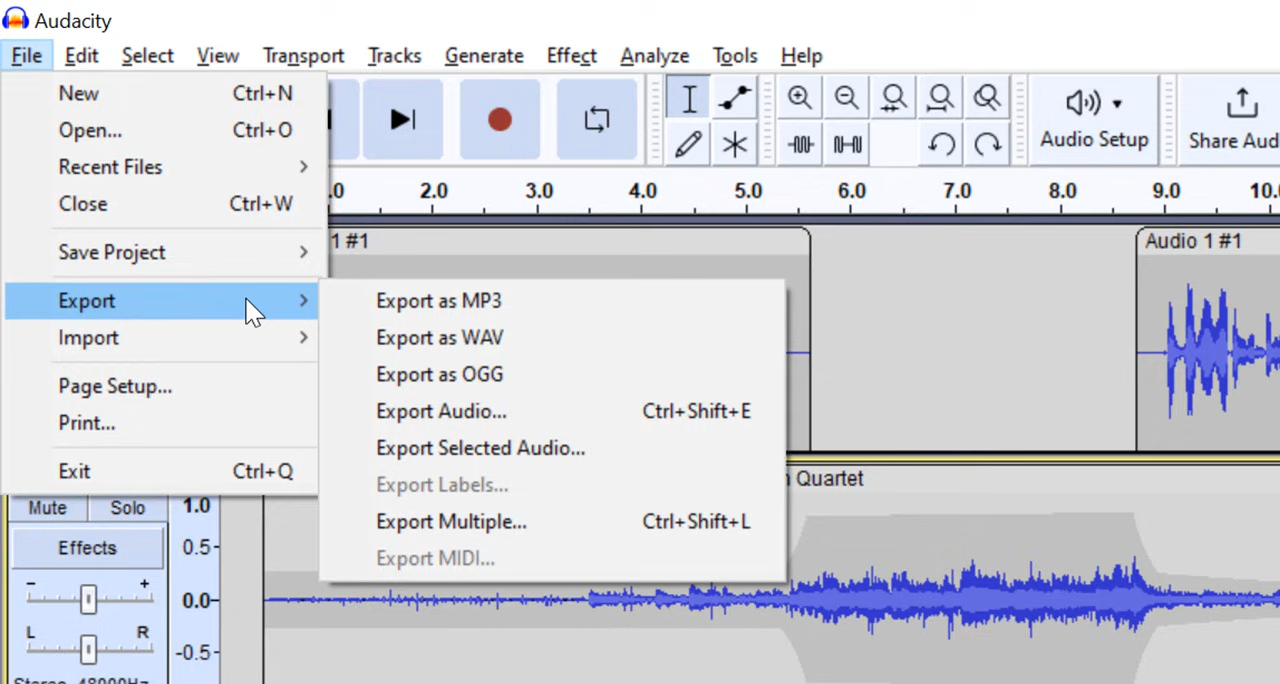 Audacity
File Edit Select View Transport Tracks Generate Effect Analyze Tools Help
New Ctrl+N
Open... Ctrl+O
Recent Files
Close Ctrl+W
Save Project
Export
Import
Page Setup...
Print...
Exit Ctrl+Q
Audio Setup
.0 2.0 3.0 4.0 5.0 6.0 7.0 8.0 9.0 10.
1 #1
Audio 1 #1
Export as MP3
Export as WAV
Export as OGG
Export Audio... Ctrl+Shift+E
Export Selected Audio...
Export Labels...
Export Multiple... Ctrl+Shift+L
Export MIDI...
Quartet
Mute Solo
Effects
- +
L R
1.0
0.5-
0.0-
-0.5-
Share